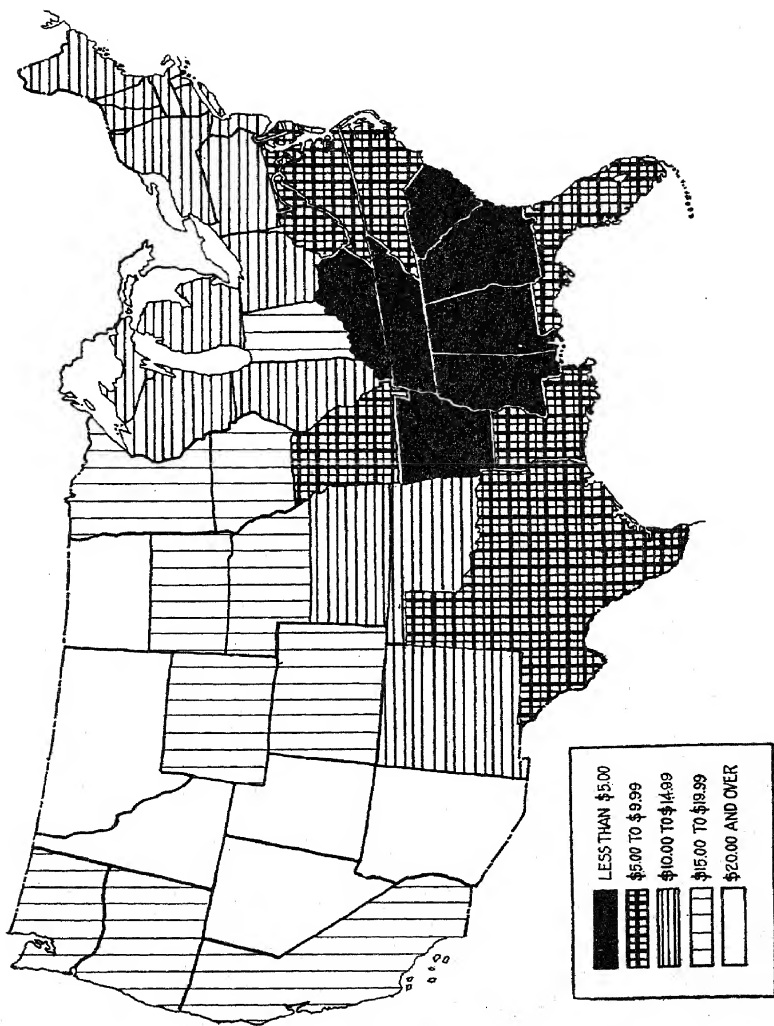 LESS THAN $5.00
$5.00 TO $9.99
$10.00 TO $14.99
$15.00 TO $19.99
$20.00 AND OVER